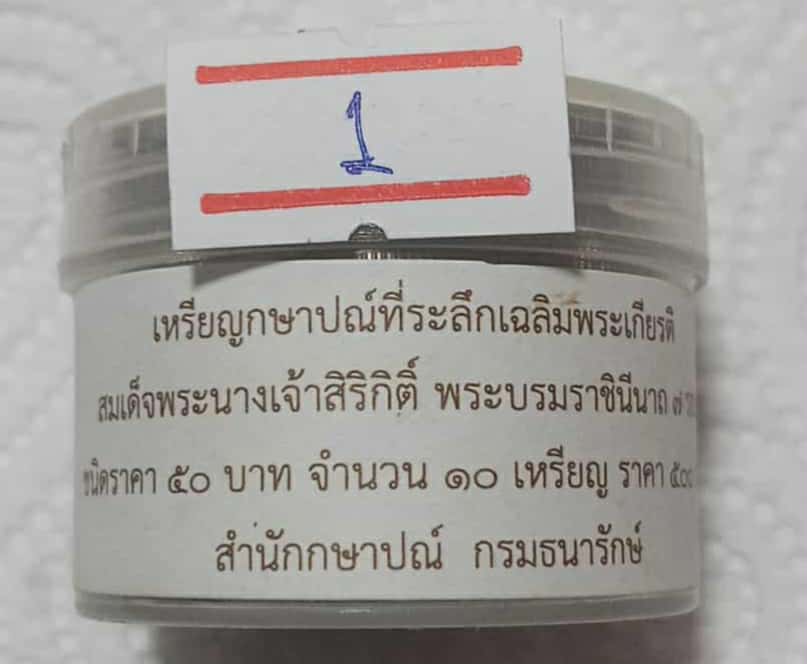 1
เหรียญกษาปณ์ที่ระลึกเฉลิมพระเกียรติ
สมเด็จพระนางเจ้าสิริกิติ์ พระบรมราชินีนาถ ๗
ชนิดราคา ๕๐ บาท จำนวน ๑๐ เหรียญ ราคา ๕๐๐
สำนักกษาปณ์ กรมธนารักษ์